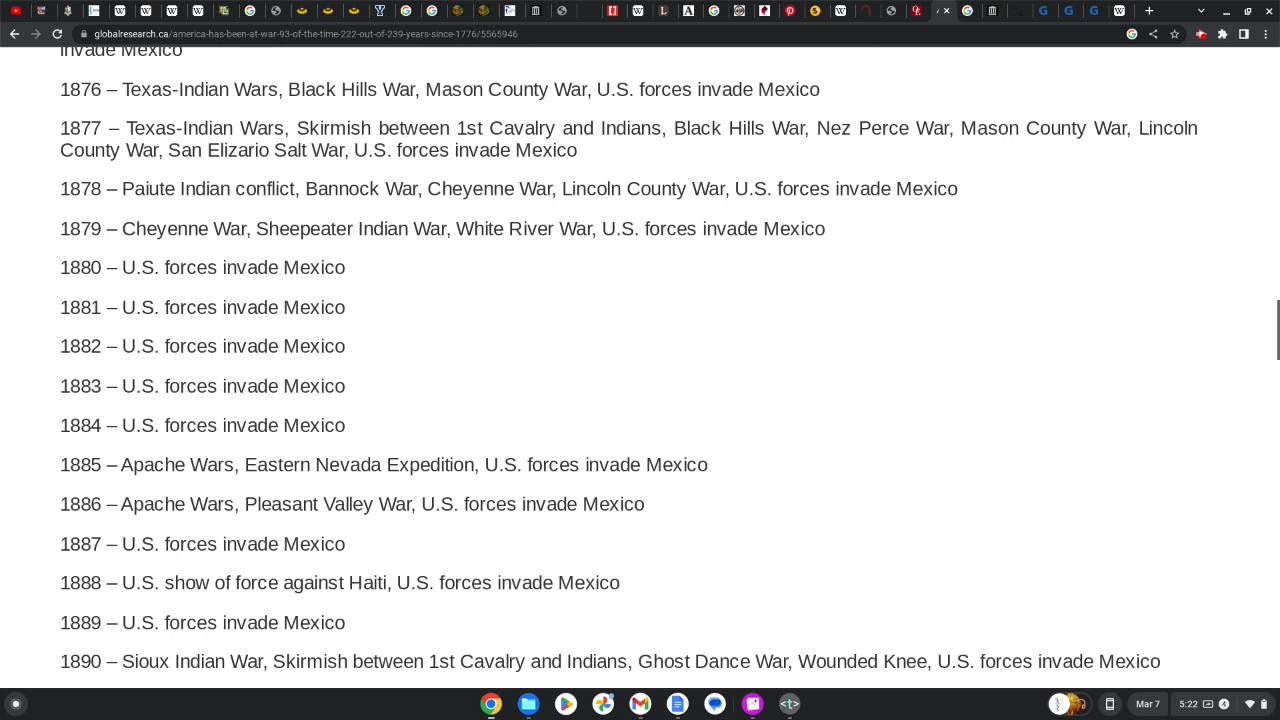 globalresearch.ca/america-has-been-at-war-93-of-the-time-222-out-of-239-years-since-1776/5565946
invade Mexico
1876 – Texas-Indian Wars, Black Hills War, Mason County War, U.S. forces invade Mexico
1877 – Texas-Indian Wars, Skirmish between 1st Cavalry and Indians, Black Hills War, Nez Perce War, Mason County War, Lincoln
County War, San Elizario Salt War, U.S. forces invade Mexico
1878 – Paiute Indian conflict, Bannock War, Cheyenne War, Lincoln County War, U.S. forces invade Mexico
1879 – Cheyenne War, Sheepeater Indian War, White River War, U.S. forces invade Mexico
1880 – U.S. forces invade Mexico
1881 – U.S. forces invade Mexico
1882 – U.S. forces invade Mexico
1883 – U.S. forces invade Mexico
1884 – U.S. forces invade Mexico
1885 – Apache Wars, Eastern Nevada Expedition, U.S. forces invade Mexico
1886 – Apache Wars, Pleasant Valley War, U.S. forces invade Mexico
1887 – U.S. forces invade Mexico
1888 – U.S. show of force against Haiti, U.S. forces invade Mexico
1889 – U.S. forces invade Mexico
1890 – Sioux Indian War, Skirmish between 1st Cavalry and Indians, Ghost Dance War, Wounded Knee, U.S. forces invade Mexico
Mar 7 5:22 4